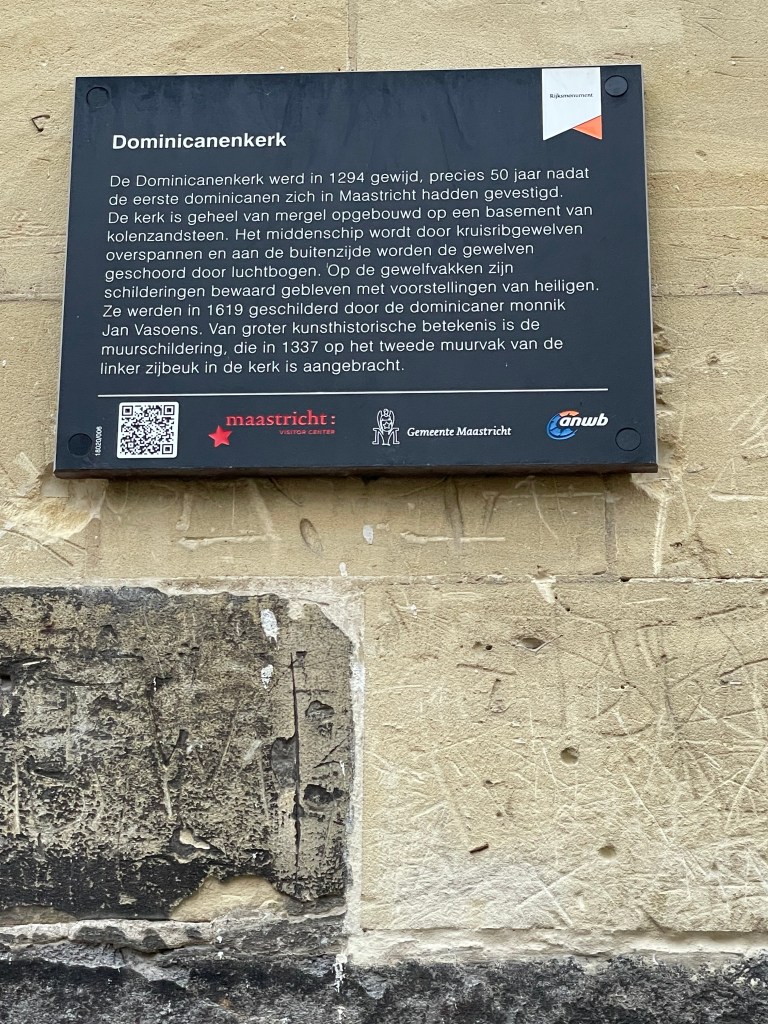 Rijksmonument
Dominicanenkerk
De Dominicanenkerk werd in 1294 gewijd, precies 50 jaar nadat
de eerste dominicanen zich in Maastricht hadden gevestigd.
De kerk is geheel van mergel opgebouwd op een basement van
kolenzandsteen. Het middenschip wordt door kruisribgewelven
overspannen en aan de buitenzijde worden de gewelven
geschoord door luchtbogen. Op de gewelfvakken zijn
schilderingen bewaard gebleven met voorstellingen van heiligen.
Ze werden in 1619 geschilderd door de dominicaner monnik
Jan Vasoens. Van groter kunsthistorische betekenis is de
muurschildering, die in 1337 op het tweede muurvak van de
linker zijbeuk in de kerk is aangebracht.
maastricht:
VISITOR CENTER
Gemeente Maastricht
anwb